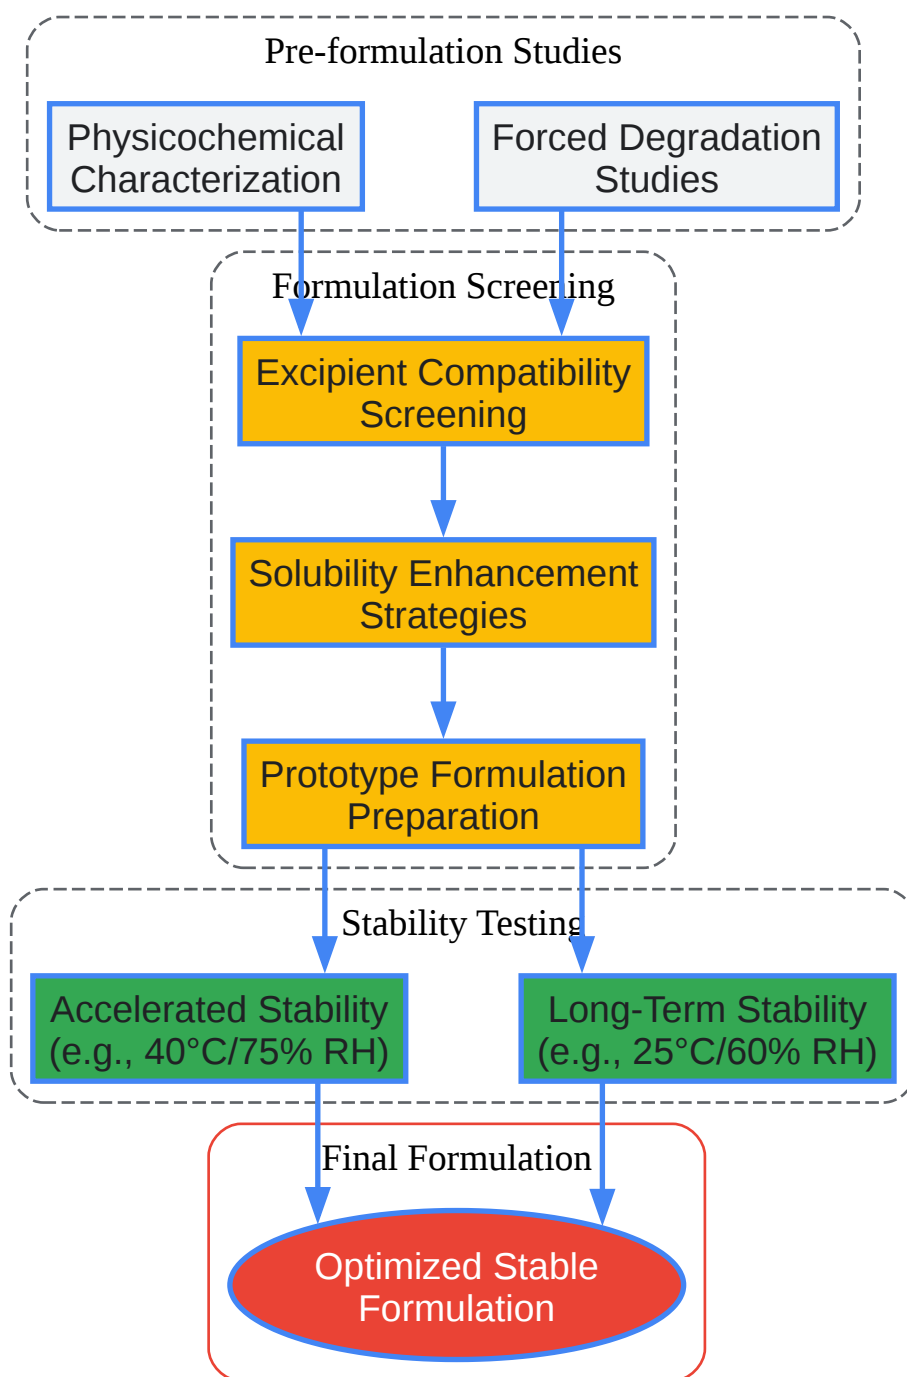 Pre-formulation Studies
Physicochemical
Characterization
Forced Degradation
Studies
Formulation Screening
Excipient Compatibility
Screening
Solubility Enhancement
Strategies
Prototype Formulation
Preparation
Stability Testing
Accelerated Stability
(e.g., 40°C/75% RH)
Long-Term Stability
(e.g., 25°C/60% RH)
Final Formulation
Optimized Stable
Formulation